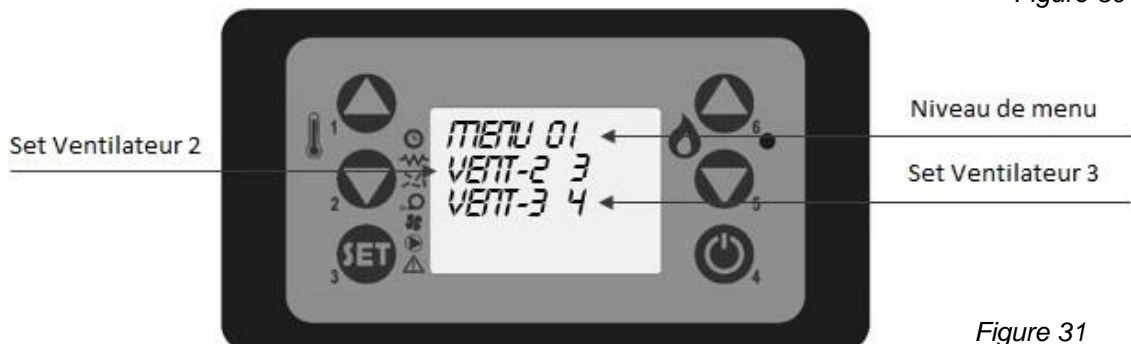 Figure 30
1
6
MENU 01
Niveau de menu
Set Ventilateur 2
VENT-2 3
Set Ventilateur 3
2
5
VENT-3 4
SET
3
4
Figure 31